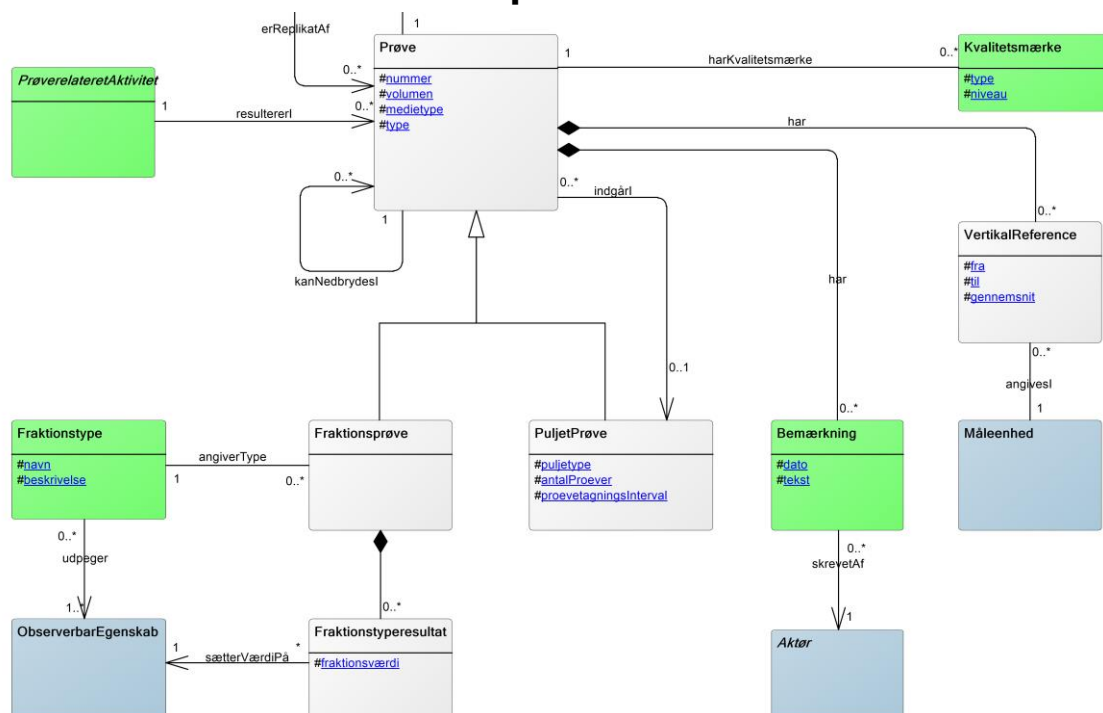 erReplikatAf
1
Prøve
#nummer
#volumen
#medietype
#type
0..*
0..*
1
harKvalitetsmærke
0..*
Kvalitetsmærke
#type
#niveau
PrøverelateretAktivitet
1
resultererI
har
0..*
1
kanNedbrydesI
0..*
indgårI
0..*
VertikalReference
#fra
#til
#gennemsnit
har
0..1
0..*
0..*
angivesI
1
Fraktionstype
#navn
#beskrivelse
angiverType
1
0..*
Fraktionsprøve
PuljetPrøve
#puljetype
#antalProever
#proevetagningsInterval
Bemærkning
#dato
#tekst
Måleenhed
0..*
udpeger
1..*
0..*
0..*
skrevetAf
1
ObserverbarEgenskab
1
sætterVærdiPå
*
Fraktionstyperesultat
#fraktionsværdi
Aktør